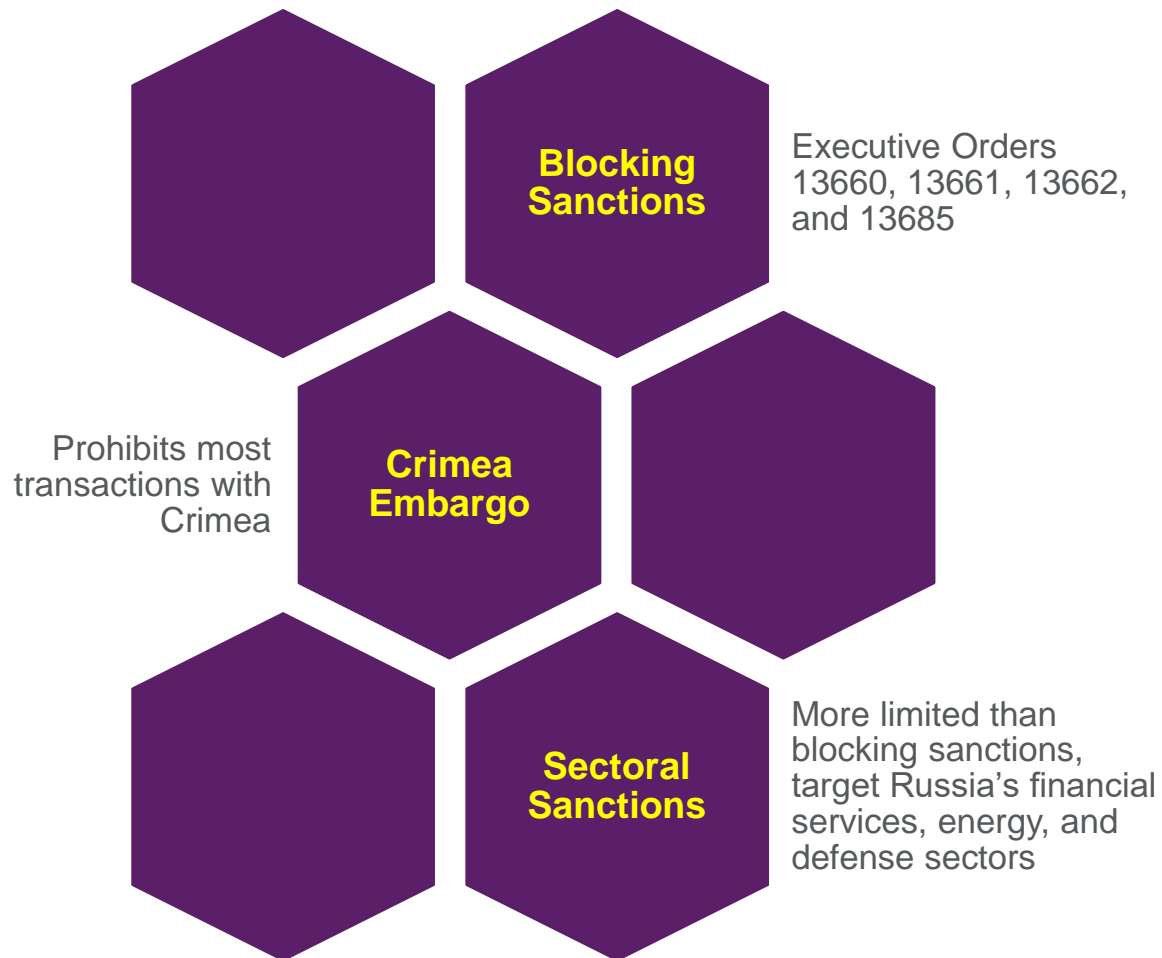 Blocking
Sanctions
Executive Orders
13660, 13661, 13662,
and 13685
Prohibits most
transactions with
Crimea
Crimea
Embargo
Sectoral
Sanctions
More limited than
blocking sanctions,
target Russia’s financial
services, energy, and
defense sectors